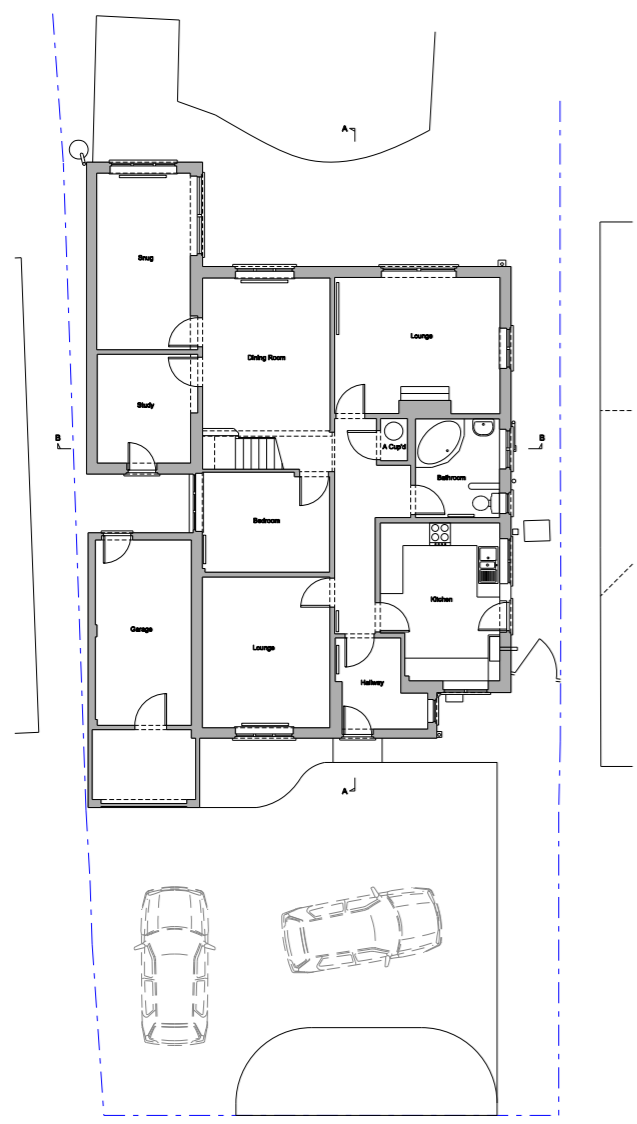 A
Snug
Lounge
Dining Room
Study
B
B
A Cup'd
Bathroom
Bedroom
Kitchen
Garage
Lounge
Hallway
A